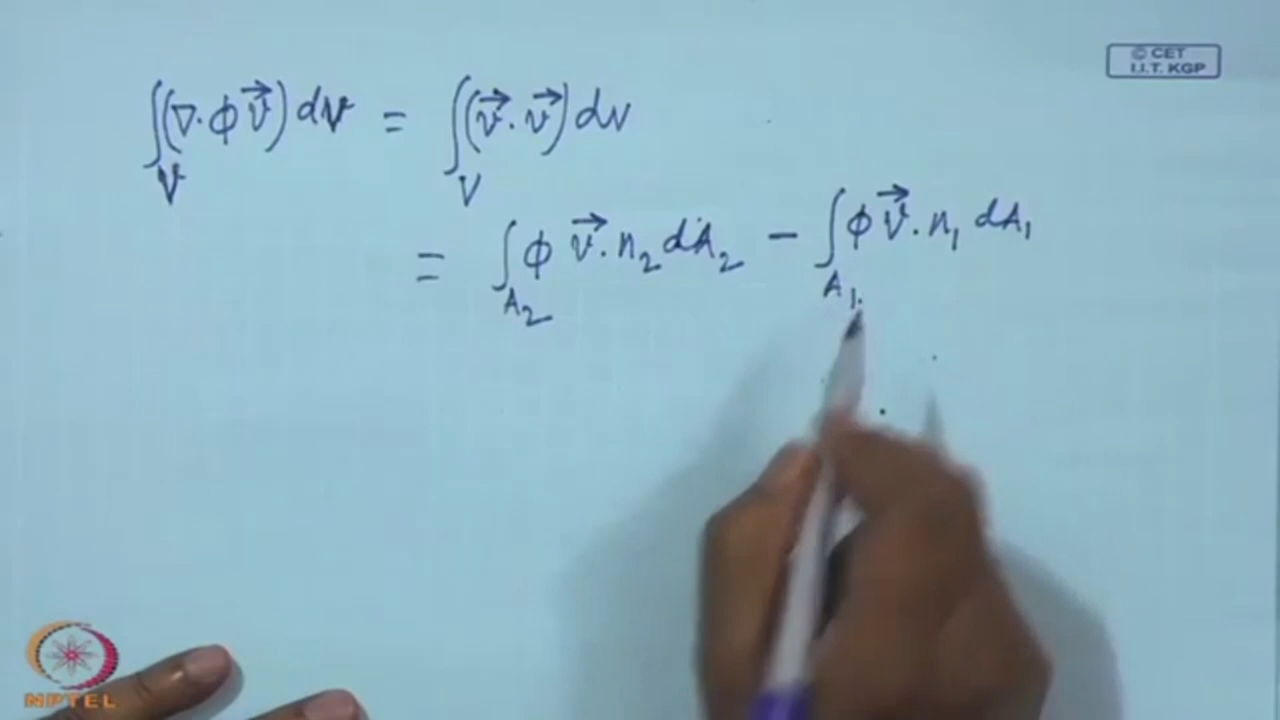 © CET
I.I.T. KGP
∫_V (∇·φv⃗) dV = ∫_V (v⃗·v⃗) dV
= ∫_{A_2} φ v⃗·n_2 dA_2 − ∫_{A_1} φ v⃗·n_1 dA_1
NPTEL